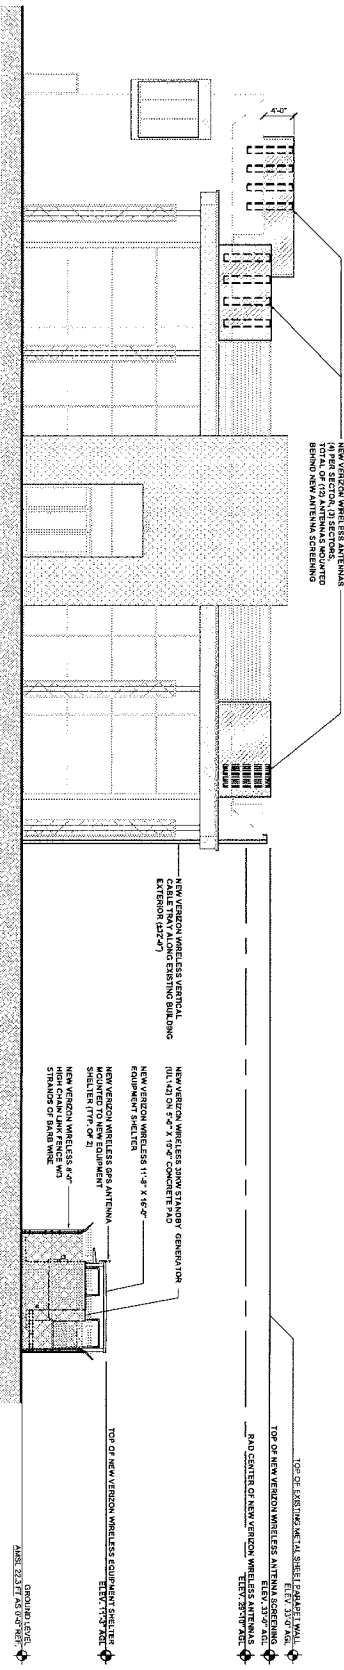 4'-0"
NEW VERIZON WIRELESS ANTENNAS
(4) PER SECTOR, (3) SECTORS,
TOTAL OF (12) ANTENNAS MOUNTED
BEHIND NEW ANTENNA SCREENING
NEW VERIZON WIRELESS VERTICAL
CABLE TRAY ALONG EXISTING BUILDING
EXTERIOR (±32'-0")
NEW VERIZON WIRELESS 30KW STANDBY GENERATOR
(UL142) ON 5'-0" X 10'-0" CONCRETE PAD
NEW VERIZON WIRELESS 11'-8" X 16'-0"
EQUIPMENT SHELTER
NEW VERIZON WIRELESS GPS ANTENNA
MOUNTED TO NEW EQUIPMENT
SHELTER (TYP. OF 2)
NEW VERIZON WIRELESS 8'-0"
HIGH CHAIN LINK FENCE W/3
STRANDS OF BARB WIRE
TOP OF EXISTING METAL SHEET PARAPET WALL
ELEV. 33'-0" AGL
TOP OF NEW VERIZON WIRELESS ANTENNA SCREENING
ELEV. 33'-0" AGL
RAD CENTER OF NEW VERIZON WIRELESS ANTENNAS
ELEV. AGL
TOP OF NEW VERIZON WIRELESS EQUIPMENT SHELTER
ELEV. AGL
GROUND LEVEL
AMSL 22.3 FT AS 0'-0" REF.